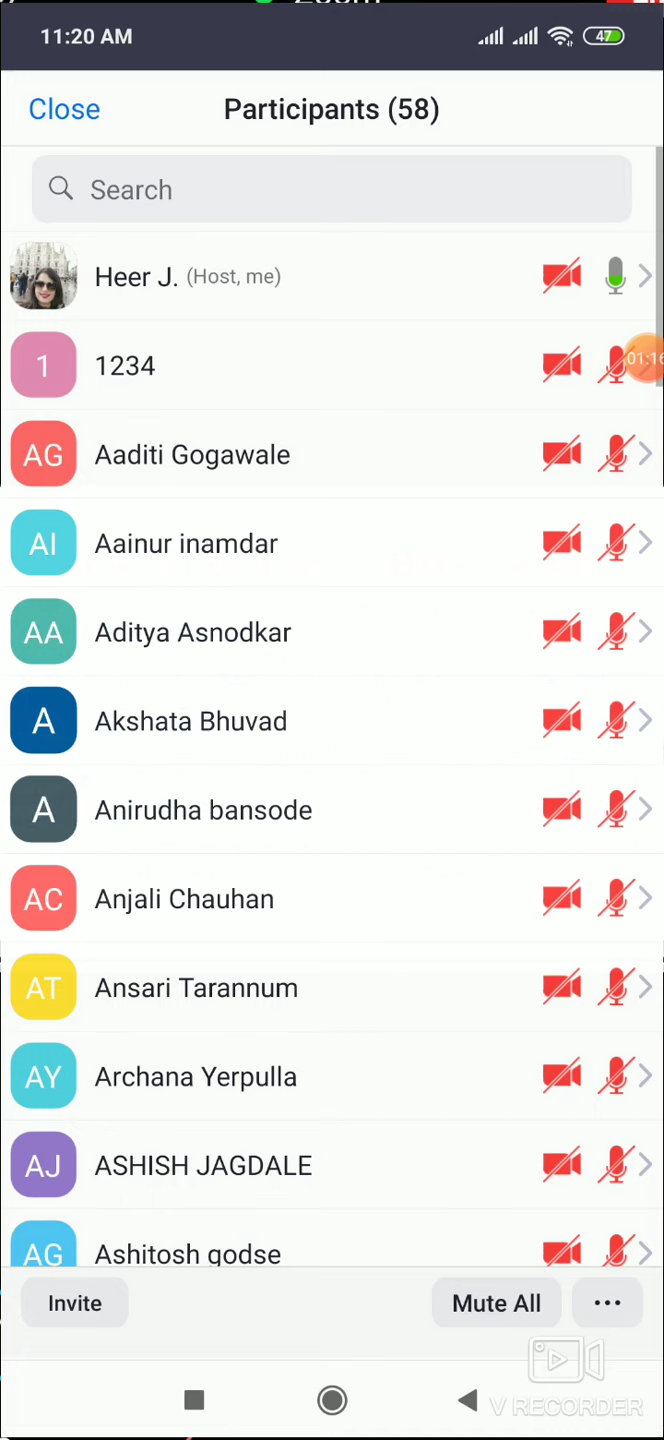 Zoom
11:20 AM
47
Close
Participants (58)
Search
Heer J. (Host, me)
1
1234
01:16
AG
Aaditi Gogawale
AI
Aainur inamdar
AA
Aditya Asnodkar
A
Akshata Bhuvad
A
Anirudha bansode
AC
Anjali Chauhan
AT
Ansari Tarannum
AY
Archana Yerpulla
AJ
ASHISH JAGDALE
AG
Ashitosh godse
Invite
Mute All
V RECORDER